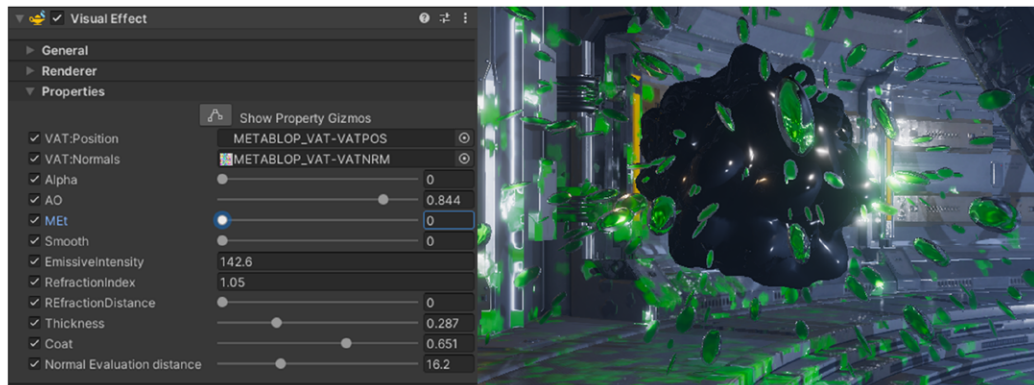 Visual Effect
General
Renderer
Properties
Show Property Gizmos
VAT:Position METABLOP_VAT-VATPOS
VAT:Normals METABLOP_VAT-VATNRM
Alpha 0
AO 0.844
MEt 0
Smooth 0
EmissiveIntensity 142.6
RefractionIndex 1.05
REfractionDistance 0
Thickness 0.287
Coat 0.651
Normal Evaluation distance 16.2